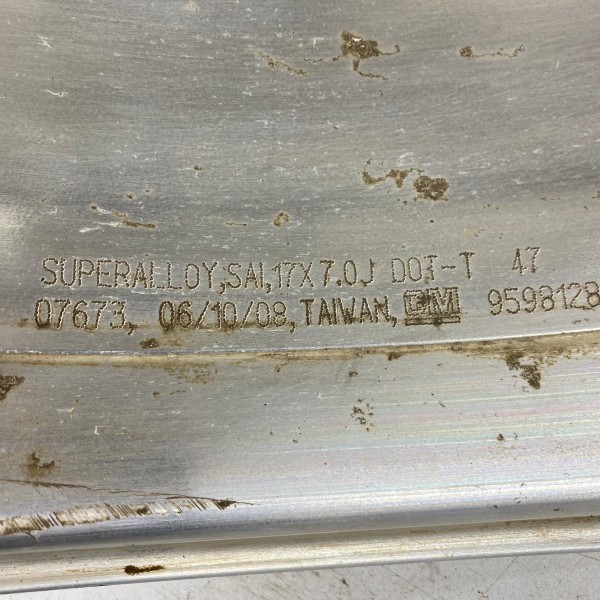 SUPERALLOY,SAI,17X7.0J DOT-T 47
07673, 06/10/08, TAIWAN, GM 9598128